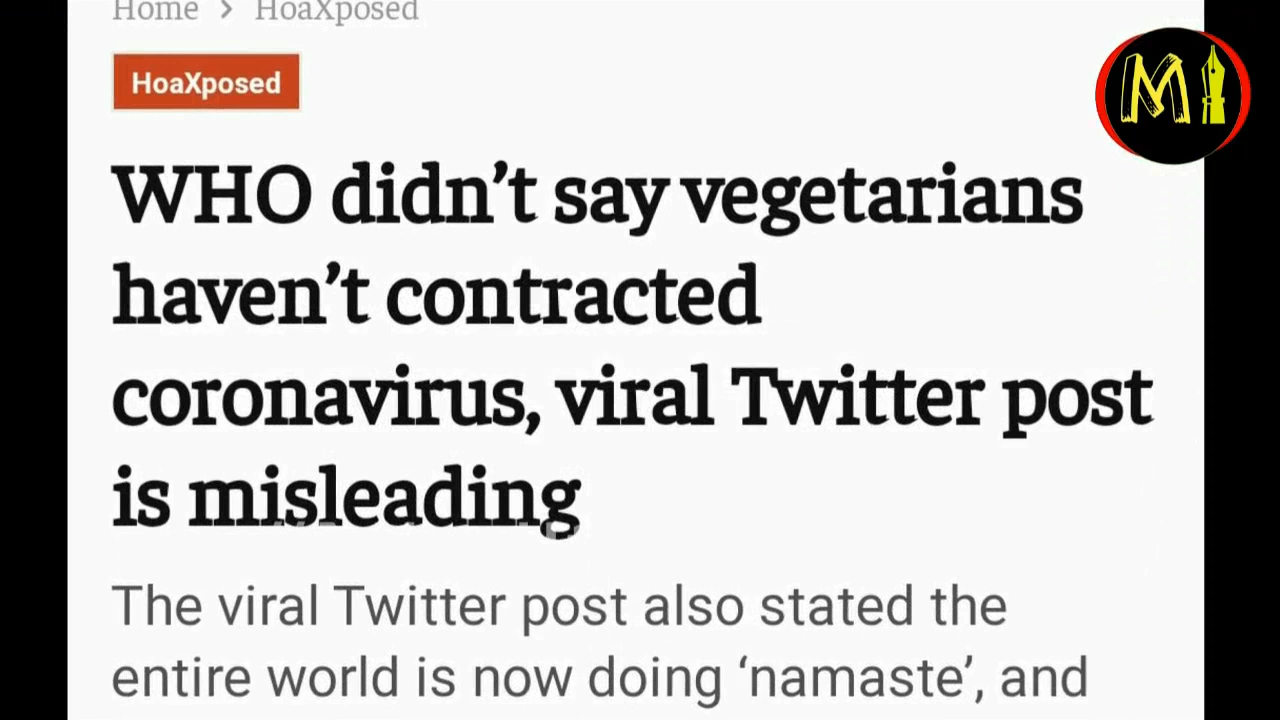 Home > HoaXposed
MI
HoaXposed
WHO didn’t say vegetarians
haven’t contracted
coronavirus, viral Twitter post
is misleading
The viral Twitter post also stated the
entire world is now doing ‘namaste’, and